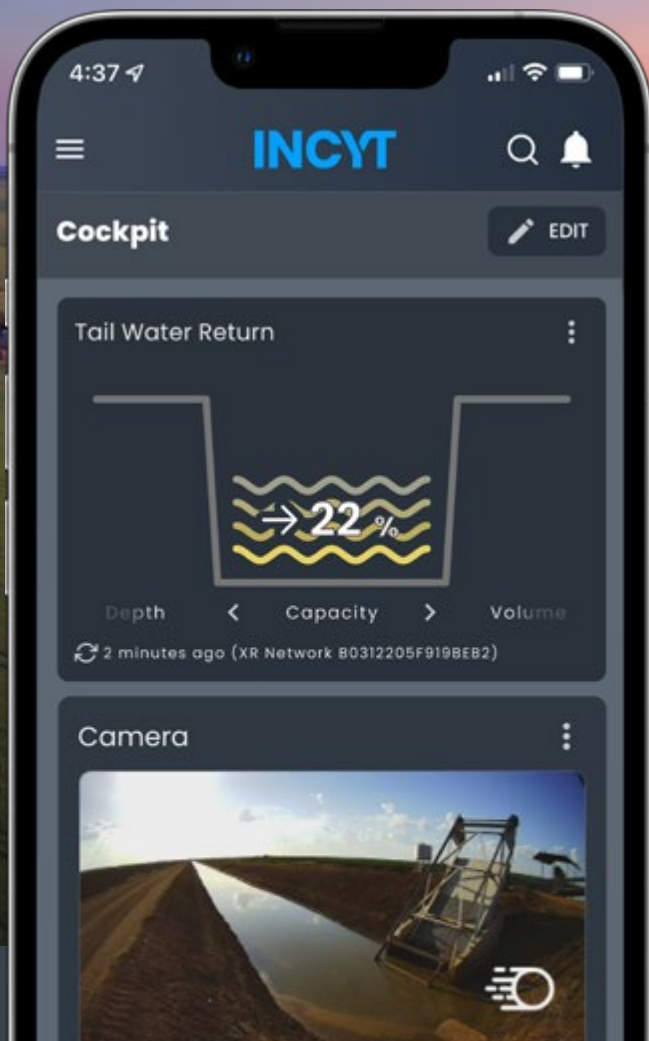 4:37
INCYT
Cockpit
EDIT
Tail Water Return
22 %
Depth < Capacity > Volume
2 minutes ago (XR Network B0312205F919BEB2)
Camera